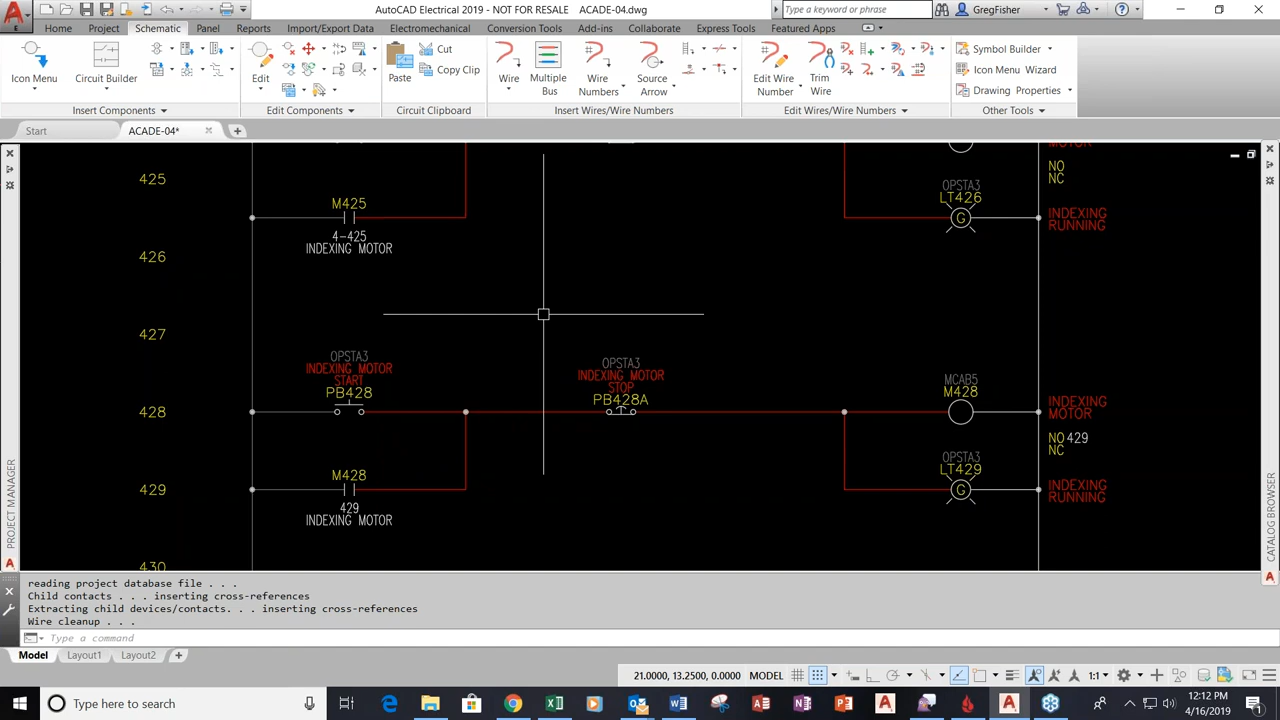 AutoCAD Electrical 2019 - NOT FOR RESALE ACADE-04.dwg
Type a keyword or phrase
GregFisher
Home Project Schematic Panel Reports Import/Export Data Electromechanical Conversion Tools Add-ins Collaborate Express Tools Featured Apps
Icon Menu
Circuit Builder
Edit
Paste
Cut
Copy Clip
Wire
Multiple Bus
Wire Numbers
Source Arrow
Edit Wire Number
Trim Wire
Symbol Builder
Icon Menu Wizard
Drawing Properties
Insert Components
Edit Components
Circuit Clipboard
Insert Wires/Wire Numbers
Edit Wires/Wire Numbers
Other Tools
Start
ACADE-04*
MOTOR
NO
NC
425
M425
4-425
INDEXING MOTOR
OPSTA3
LT426
G
INDEXING
RUNNING
426
427
OPSTA3
INDEXING MOTOR
START
PB428
OPSTA3
INDEXING MOTOR
STOP
PB428A
MCAB5
M428
INDEXING
MOTOR
428
NO 429
NC
M428
429
INDEXING MOTOR
OPSTA3
LT429
G
INDEXING
RUNNING
429
430
PROJECT MANAGER
CATALOG BROWSER
reading project database file . . .
Child contacts . . . inserting cross-references
Extracting child devices/contacts. . . inserting cross-references
Wire cleanup . . .
Type a command
Model Layout1 Layout2
21.0000, 13.2500, 0.0000 MODEL
1:1
Type here to search
12:12 PM
4/16/2019